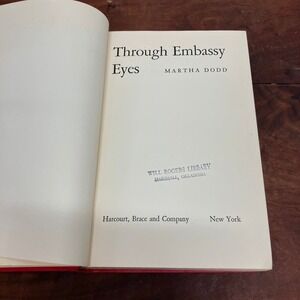 Through Embassy
Eyes MARTHA DODD
WILL ROGERS LIBRARY
Harcourt, Brace and Company New York